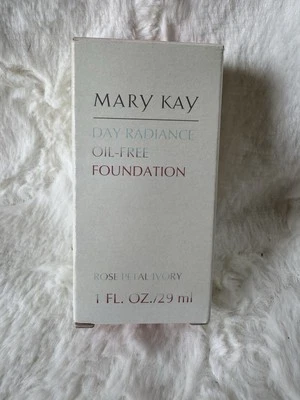 MARY KAY
DAY RADIANCE
OIL-FREE
FOUNDATION
ROSE PETAL IVORY
1 FL. OZ./29 ml